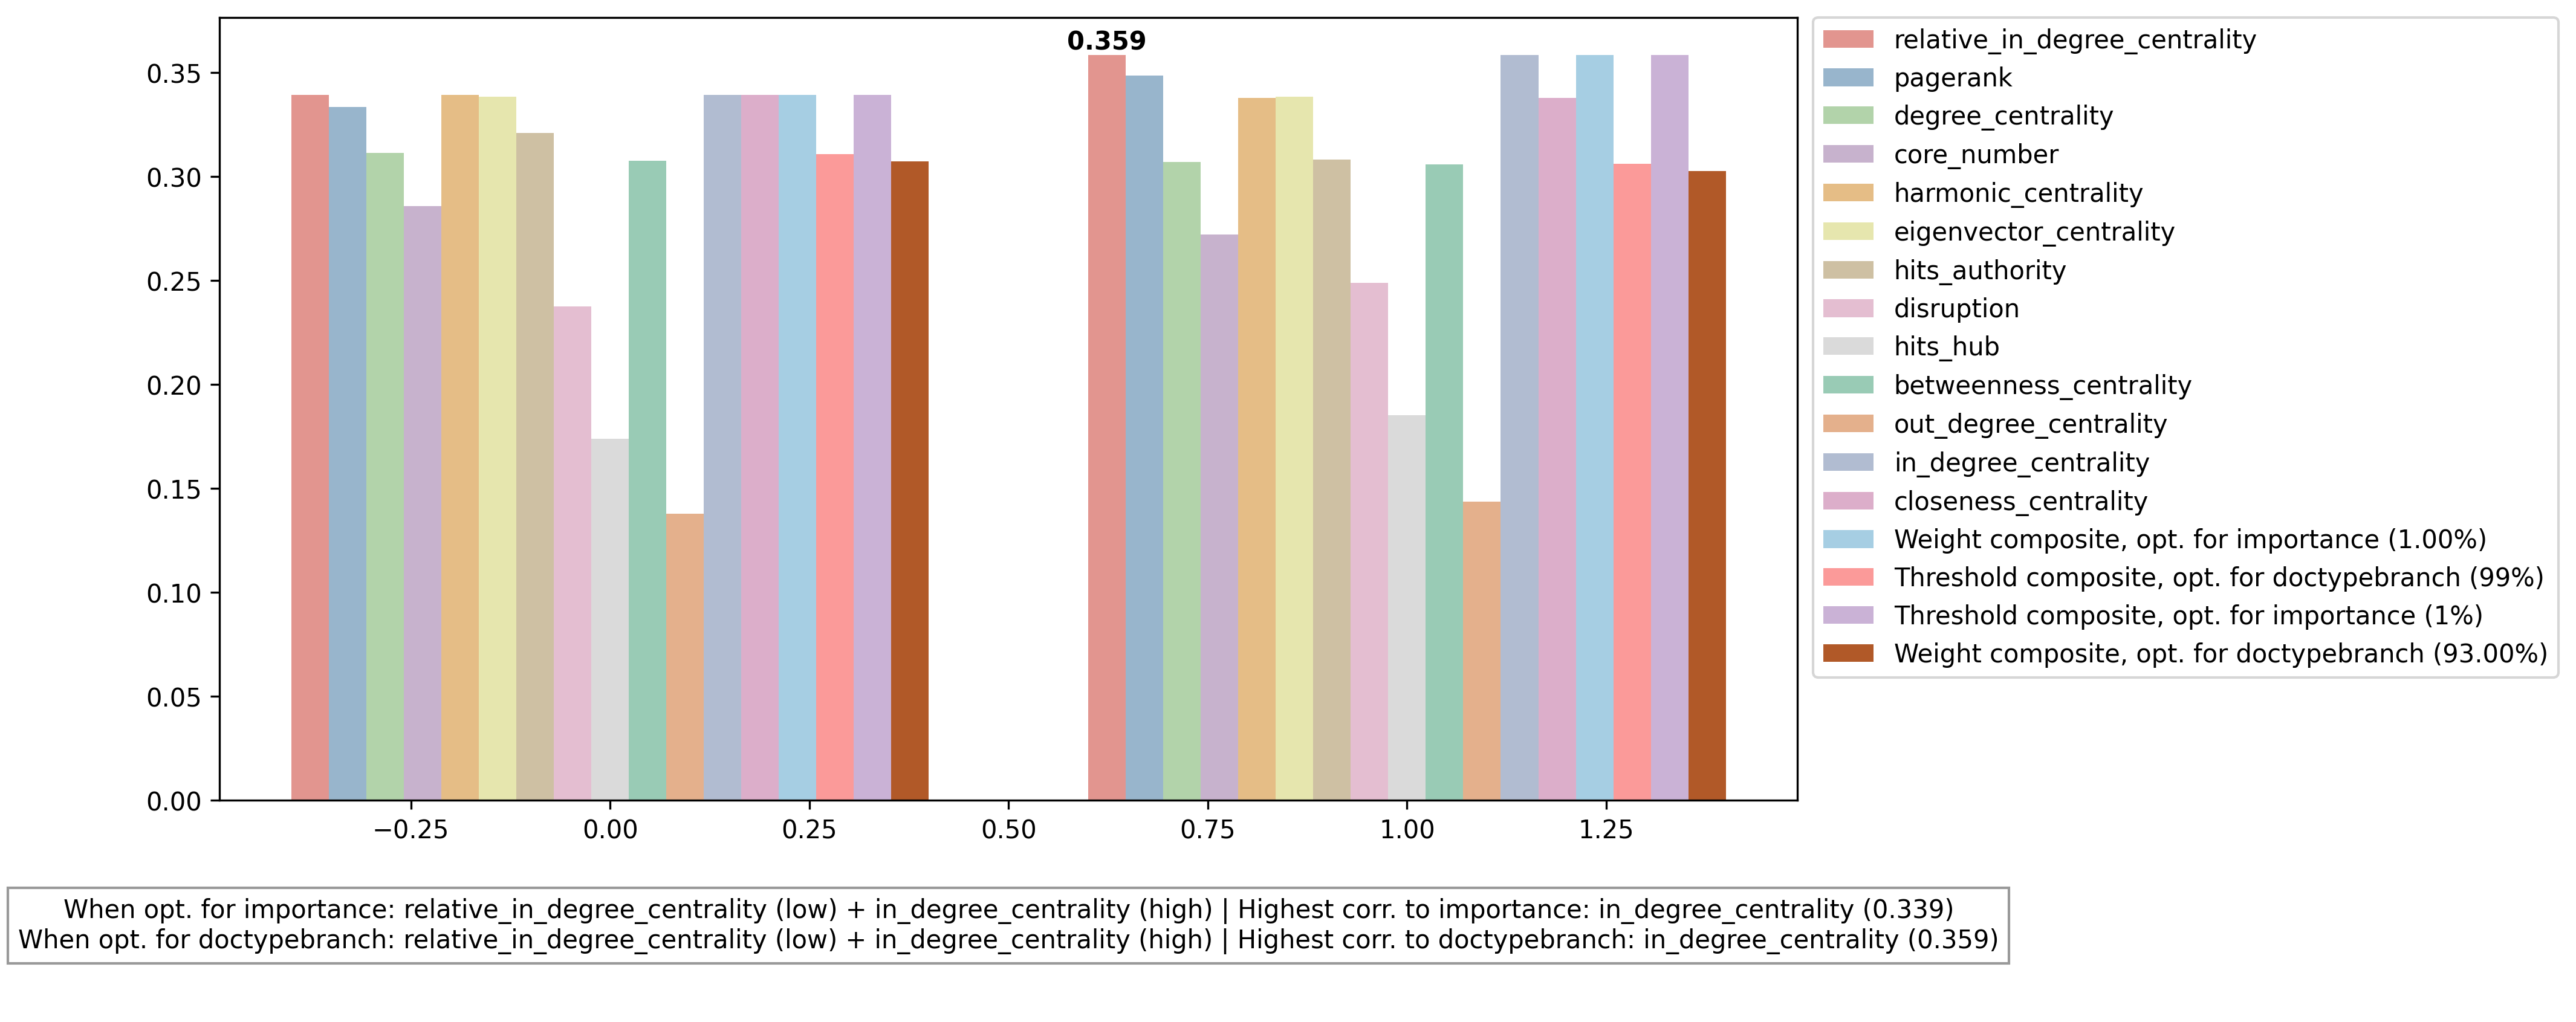 0.359
0.35
0.30
0.25
0.20
0.15
0.10
0.05
0.00
−0.25 0.00 0.25 0.50 0.75 1.00 1.25
relative_in_degree_centrality
pagerank
degree_centrality
core_number
harmonic_centrality
eigenvector_centrality
hits_authority
disruption
hits_hub
betweenness_centrality
out_degree_centrality
in_degree_centrality
closeness_centrality
Weight composite, opt. for importance (1.00%)
Threshold composite, opt. for doctypebranch (99%)
Threshold composite, opt. for importance (1%)
Weight composite, opt. for doctypebranch (93.00%)
When opt. for importance: relative_in_degree_centrality (low) + in_degree_centrality (high) | Highest corr. to importance: in_degree_centrality (0.339)
When opt. for doctypebranch: relative_in_degree_centrality (low) + in_degree_centrality (high) | Highest corr. to doctypebranch: in_degree_centrality (0.359)